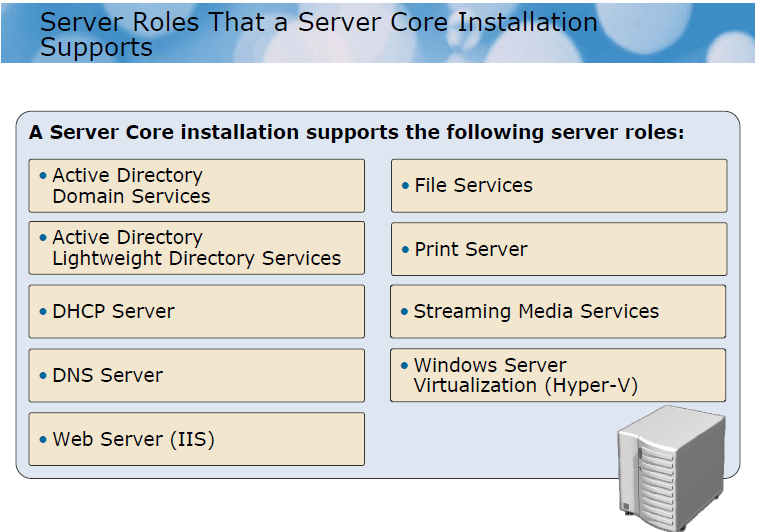 Server Roles That a Server Core Installation
Supports
A Server Core installation supports the following server roles:
• Active Directory
Domain Services
• Active Directory
Lightweight Directory Services
• DHCP Server
• DNS Server
• Web Server (IIS)
• File Services
• Print Server
• Streaming Media Services
• Windows Server
Virtualization (Hyper-V)